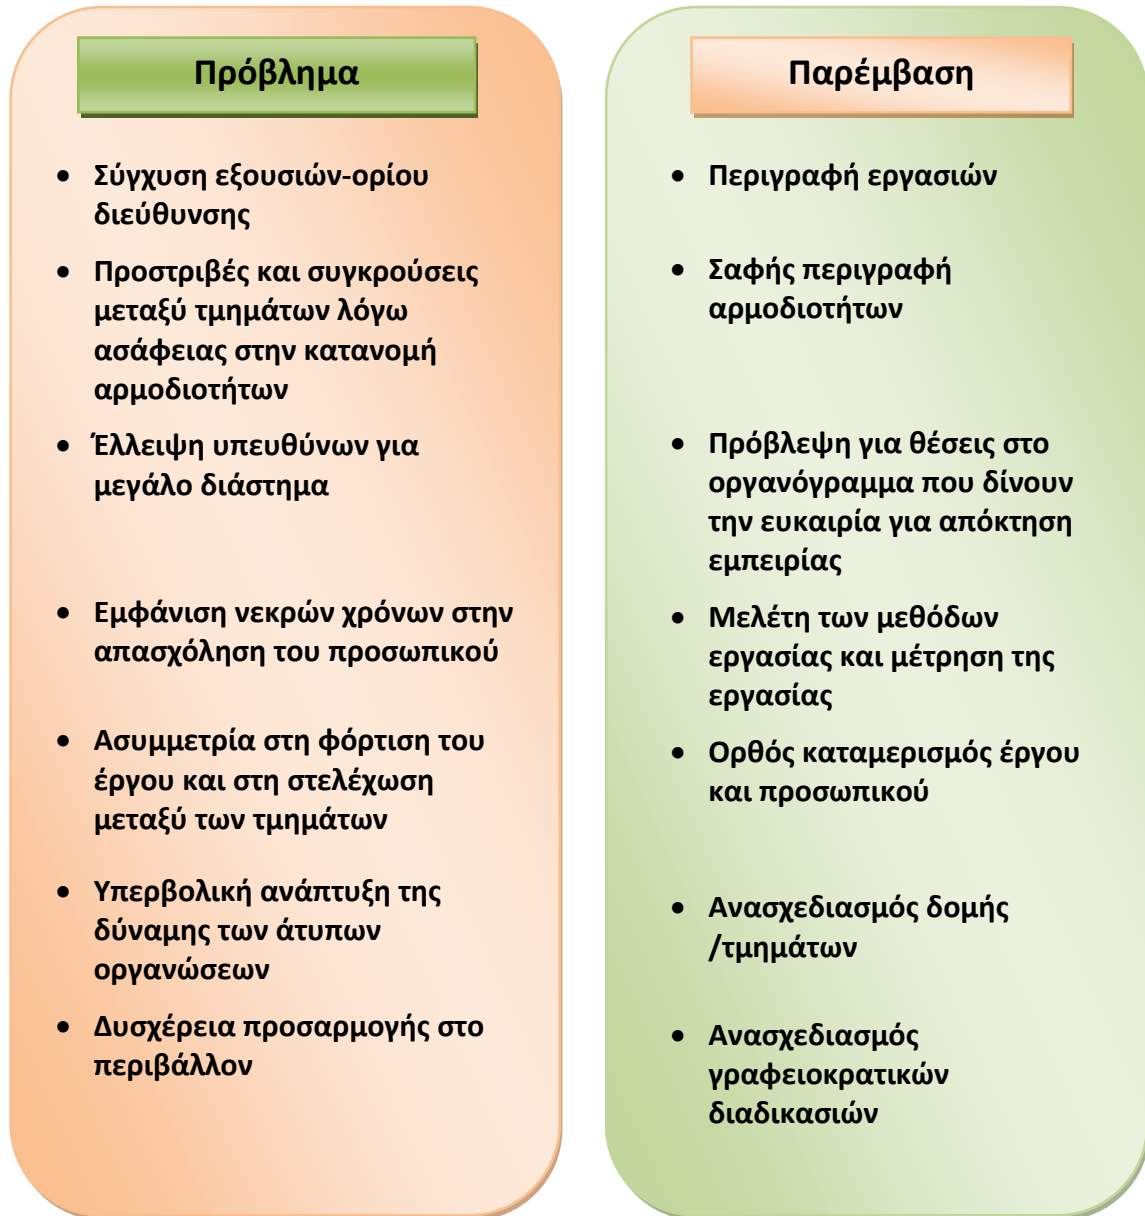 Πρόβλημα
• Σύγχυση εξουσιών-ορίου
διεύθυνσης
• Προστριβές και συγκρούσεις
μεταξύ τμημάτων λόγω
ασάφειας στην κατανομή
αρμοδιοτήτων
• Έλλειψη υπευθύνων για
μεγάλο διάστημα
• Εμφάνιση νεκρών χρόνων στην
απασχόληση του προσωπικού
• Ασυμμετρία στη φόρτιση του
έργου και στη στελέχωση
μεταξύ των τμημάτων
• Υπερβολική ανάπτυξη της
δύναμης των άτυπων
οργανώσεων
• Δυσχέρεια προσαρμογής στο
περιβάλλον
Παρέμβαση
• Περιγραφή εργασιών
• Σαφής περιγραφή
αρμοδιοτήτων
• Πρόβλεψη για θέσεις στο
οργανόγραμμα που δίνουν
την ευκαιρία για απόκτηση
εμπειρίας
• Μελέτη των μεθόδων
εργασίας και μέτρηση της
εργασίας
• Ορθός καταμερισμός έργου
και προσωπικού
• Ανασχεδιασμός δομής
/τμημάτων
• Ανασχεδιασμός
γραφειοκρατικών
διαδικασιών